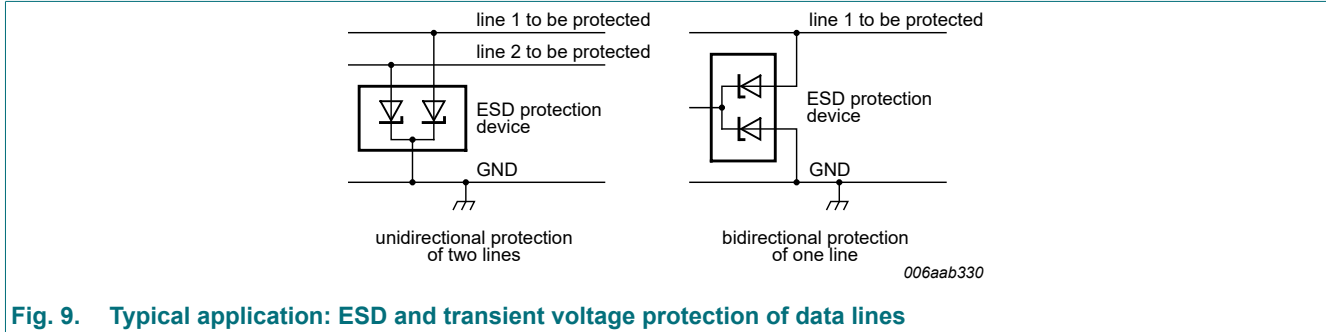 line 1 to be protected
line 2 to be protected
ESD protection
device
GND
unidirectional protection
of two lines
line 1 to be protected
ESD protection
device
GND
bidirectional protection
of one line
006aab330
Fig. 9. Typical application: ESD and transient voltage protection of data lines